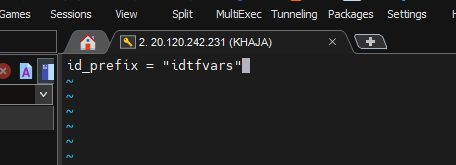 Games Sessions View Split MultiExec Tunneling Packages Settings
2. 20.120.242.231 (KHAJA)
id_prefix = "idtfvars"
~
~
~
~
~
~